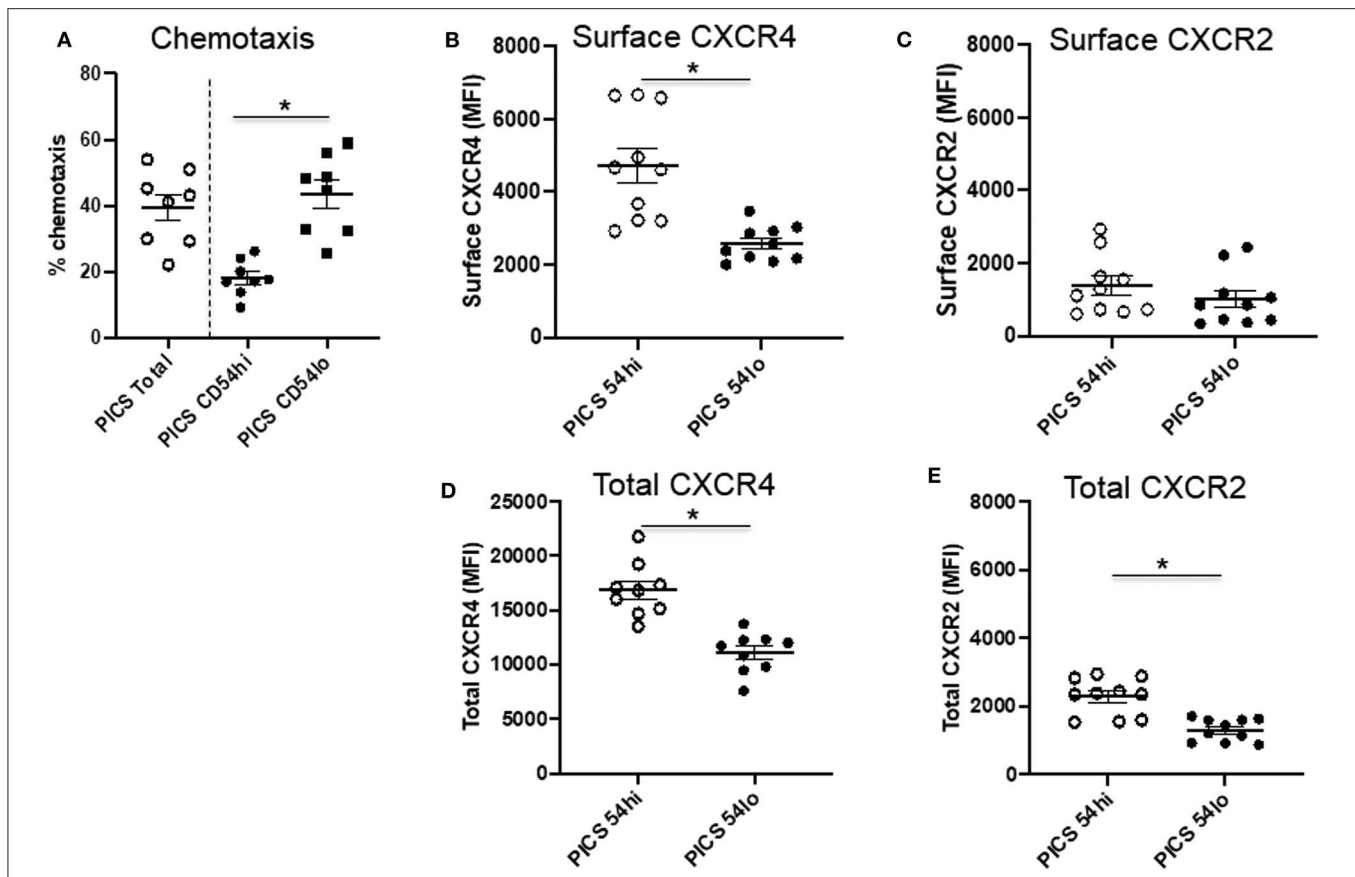 A
Chemotaxis
80
60
40
20
0
% chemotaxis
*
PICS Total
PICS CD54hi
PICS CD54lo
B
Surface CXCR4
8000
6000
4000
2000
0
Surface CXCR4 (MFI)
*
PICS 54hi
PICS 54lo
C
Surface CXCR2
8000
6000
4000
2000
0
Surface CXCR2 (MFI)
PICS 54hi
PICS 54lo
D
Total CXCR4
25000
20000
15000
10000
5000
0
Total CXCR4 (MFI)
*
PICS 54hi
PICS 54lo
E
Total CXCR2
8000
6000
4000
2000
0
Total CXCR2 (MFI)
*
PICS 54hi
PICS 54lo